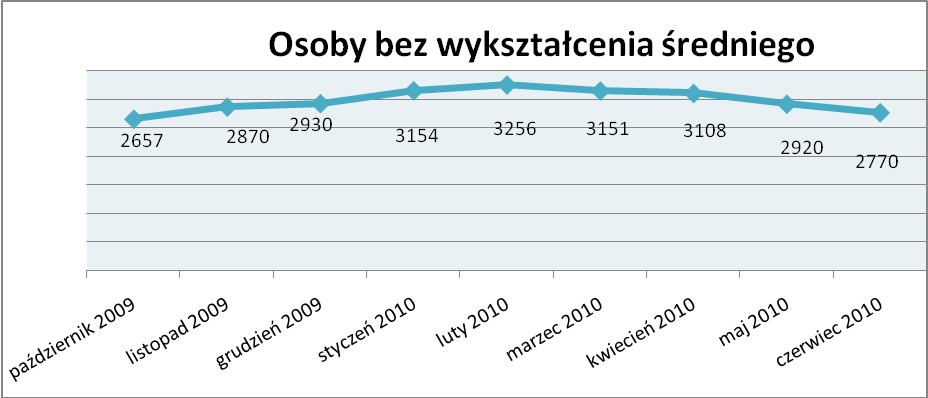 Osoby bez wykształcenia średniego
2657
2870
2930
3154
3256
3151
3108
2920
2770
październik 2009
listopad 2009
grudzień 2009
styczeń 2010
luty 2010
marzec 2010
kwiecień 2010
maj 2010
czerwiec 2010